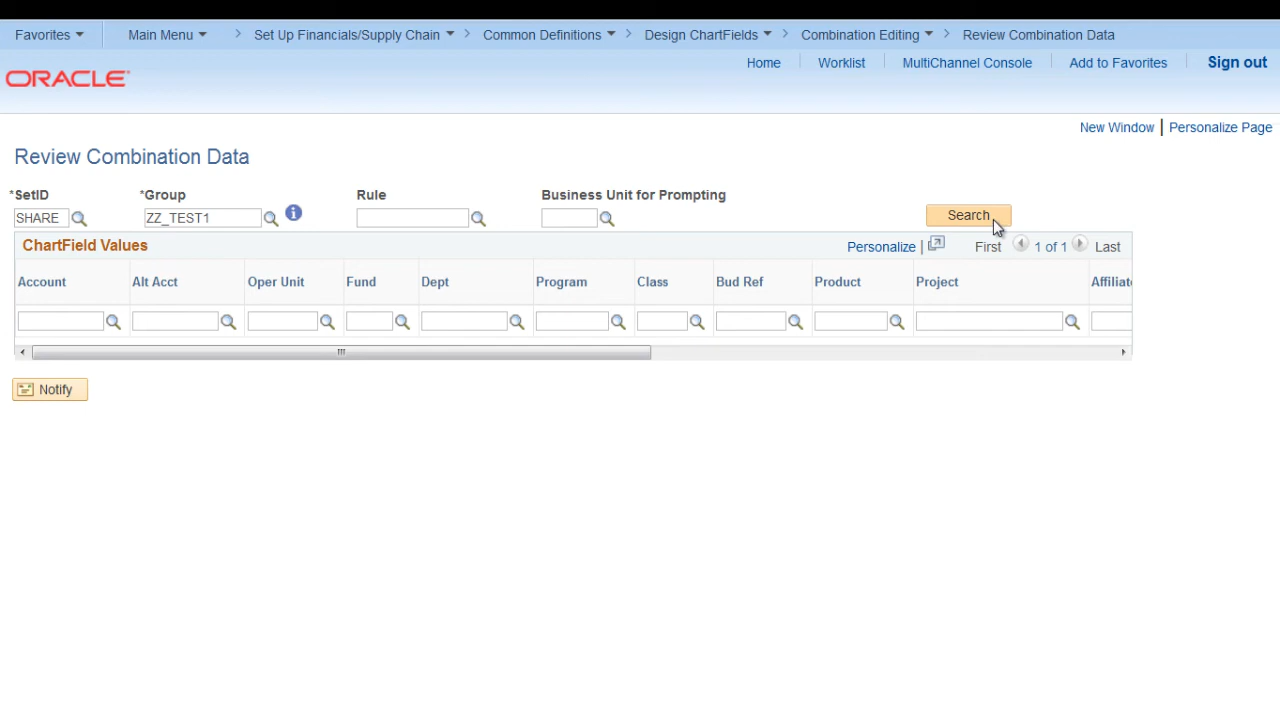 Favorites Main Menu > Set Up Financials/Supply Chain > Common Definitions > Design ChartFields > Combination Editing > Review Combination Data
Home Worklist MultiChannel Console Add to Favorites Sign out
ORACLE
New Window | Personalize Page
Review Combination Data
*SetID *Group Rule Business Unit for Prompting
SHARE ZZ_TEST1 Search
ChartField Values Personalize | First 1 of 1 Last
Account Alt Acct Oper Unit Fund Dept Program Class Bud Ref Product Project Affiliate
Notify